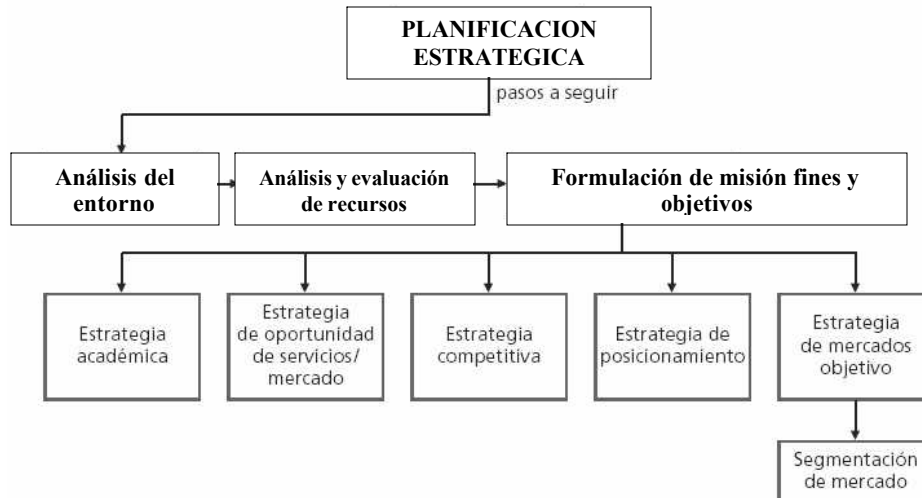 PLANIFICACION
ESTRATEGICA
pasos a seguir
Análisis del
entorno
Análisis y evaluación
de recursos
Formulación de misión fines y
objetivos
Estrategia
académica
Estrategia
de oportunidad
de servicios/
mercado
Estrategia
competitiva
Estrategia de
posicionamiento
Estrategia
de mercados
objetivo
Segmentación
de mercado